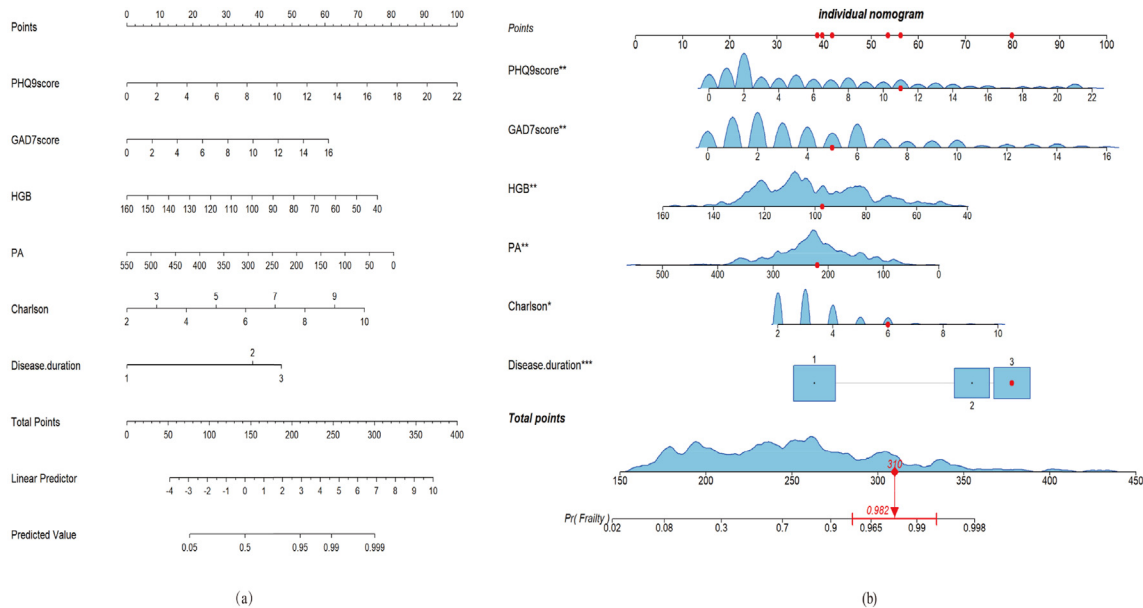 Points
0 10 20 30 40 50 60 70 80 90 100
PHQ9score
0 2 4 6 8 10 12 14 16 18 20 22
GAD7score
0 2 4 6 8 10 12 14 16
HGB
160 150 140 130 120 110 100 90 80 70 60 50 40
PA
550 500 450 400 350 300 250 200 150 100 50 0
Charlson
3 5 7 9
2 4 6 8 10
Disease.duration
2
1 3
Total Points
0 50 100 150 200 250 300 350 400
Linear Predictor
-4 -3 -2 -1 0 1 2 3 4 5 6 7 8 9 10
Predicted Value
0.05 0.5 0.95 0.99 0.999
(a)
individual nomogram
Points
0 10 20 30 40 50 60 70 80 90 100
PHQ9score**
0 2 4 6 8 10 12 14 16 18 20 22
GAD7score**
0 2 4 6 8 10 12 14 16
HGB**
160 120 100 80 60 40
PA**
500 400 300 200 100 0
Charlson*
2 4 6 8 10
Disease.duration***
1 3
2
Total points
310
150 200 250 300 350 400 450
0.982
Pr( Frailty )
0.02 0.08 0.3 0.7 0.9 0.965 0.99 0.998
(b)